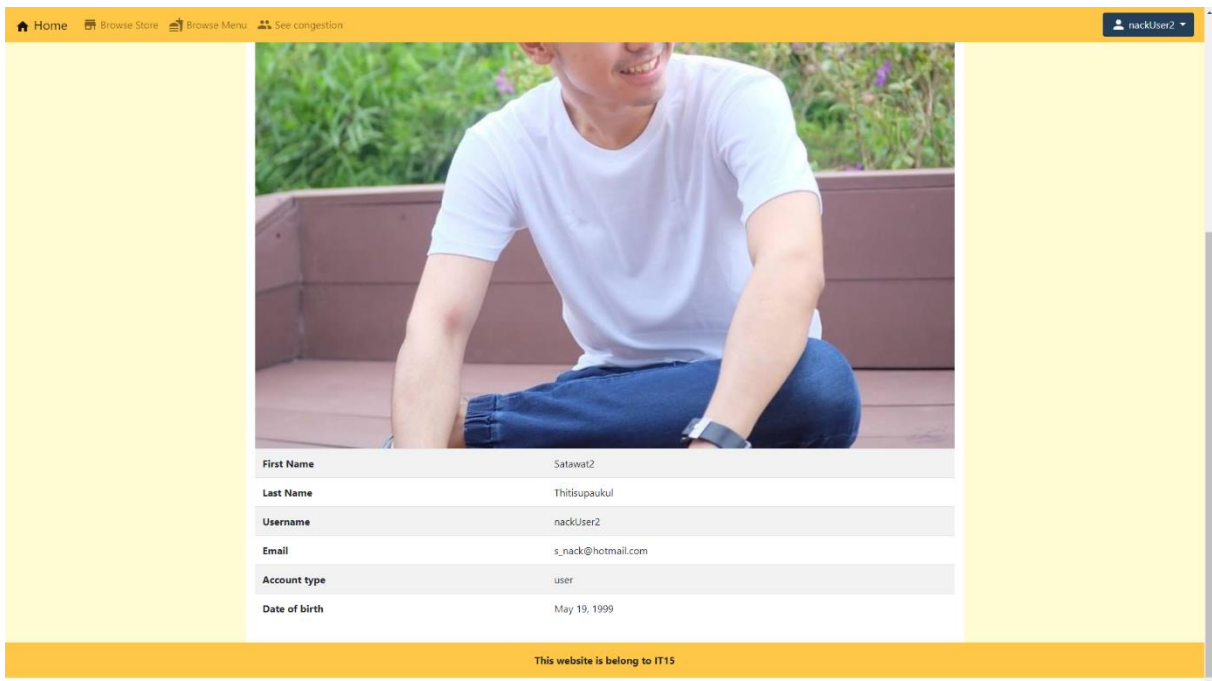 Home Browse Store Browse Menu See congestion nackUser2
First Name Satawat2
Last Name Thitisupaukul
Username nackUser2
Email s_nack@hotmail.com
Account type user
Date of birth May 19, 1999
This website is belong to IT15